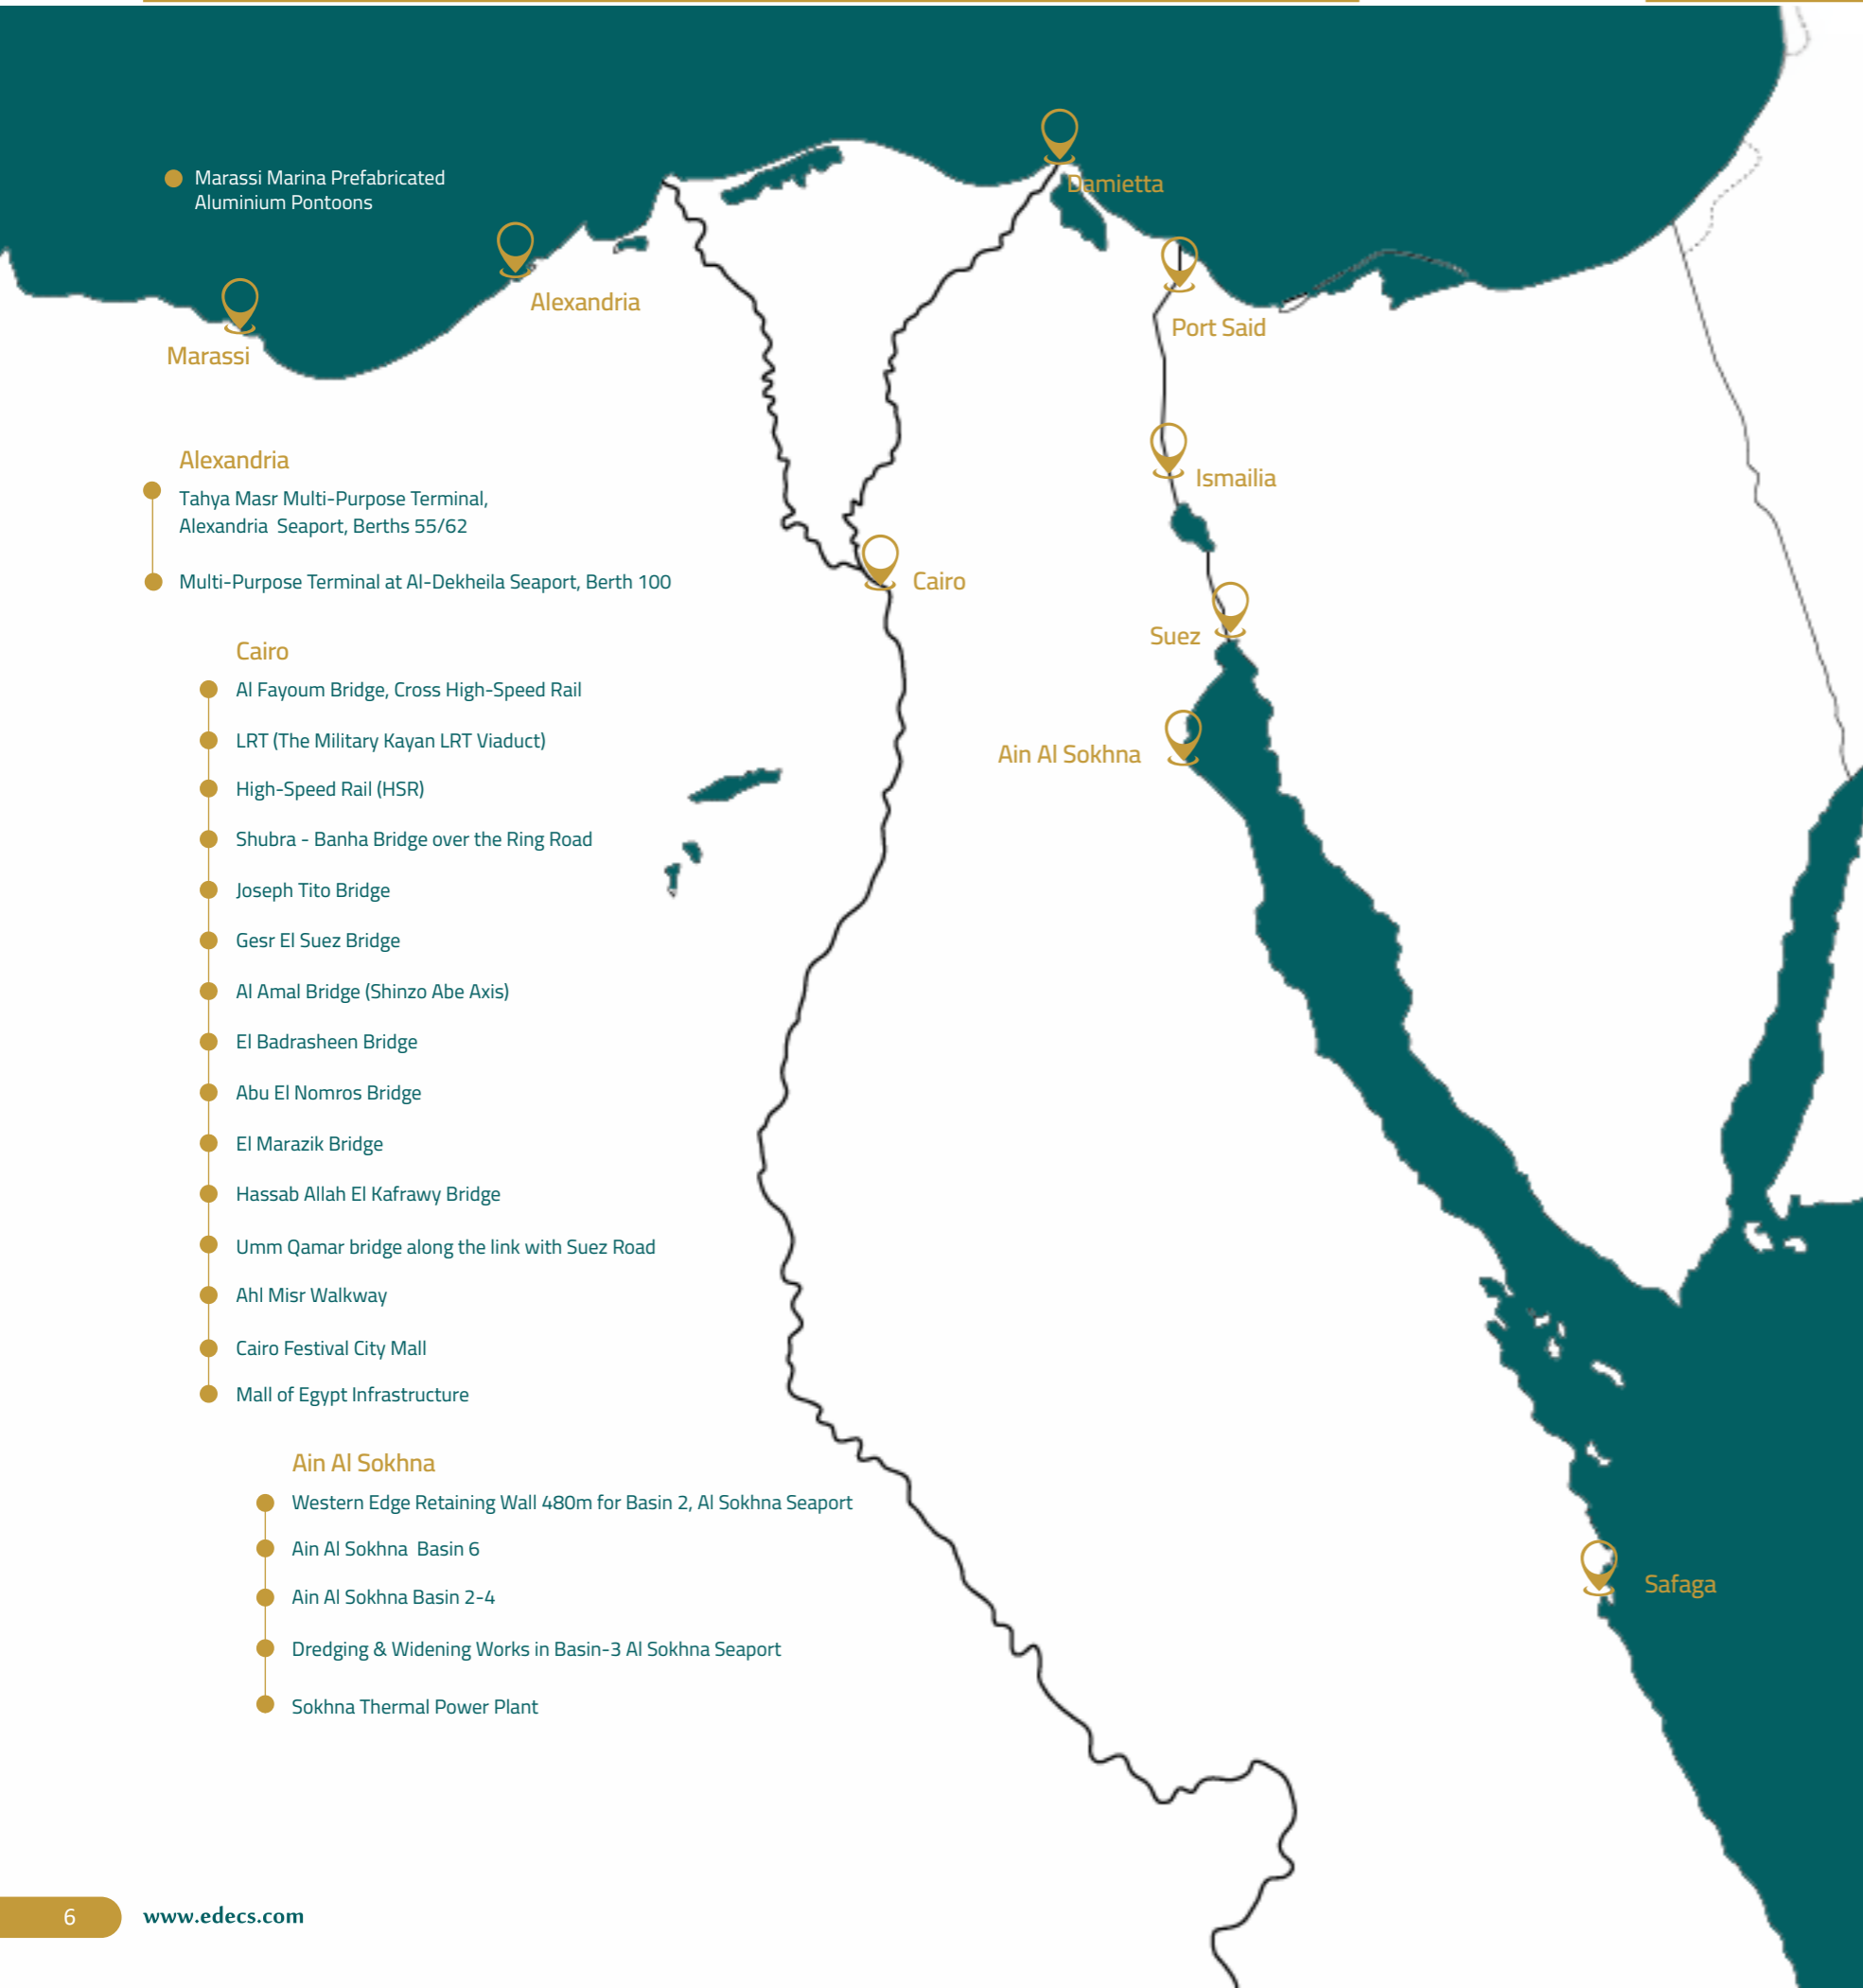 Marassi Marina Prefabricated
Aluminium Pontoons
Damietta
Alexandria
Port Said
Marassi
Ismailia
Cairo
Suez
Ain Al Sokhna
Safaga
Alexandria
Tahya Masr Multi-Purpose Terminal,
Alexandria Seaport, Berths 55/62
Multi-Purpose Terminal at Al-Dekheila Seaport, Berth 100
Cairo
Al Fayoum Bridge, Cross High-Speed Rail
LRT (The Military Kayan LRT Viaduct)
High-Speed Rail (HSR)
Shubra - Banha Bridge over the Ring Road
Joseph Tito Bridge
Gesr El Suez Bridge
Al Amal Bridge (Shinzo Abe Axis)
El Badrasheen Bridge
Abu El Nomros Bridge
El Marazik Bridge
Hassab Allah El Kafrawy Bridge
Umm Qamar bridge along the link with Suez Road
Ahl Misr Walkway
Cairo Festival City Mall
Mall of Egypt Infrastructure
Ain Al Sokhna
Western Edge Retaining Wall 480m for Basin 2, Al Sokhna Seaport
Ain Al Sokhna Basin 6
Ain Al Sokhna Basin 2-4
Dredging & Widening Works in Basin-3 Al Sokhna Seaport
Sokhna Thermal Power Plant
6
www.edecs.com